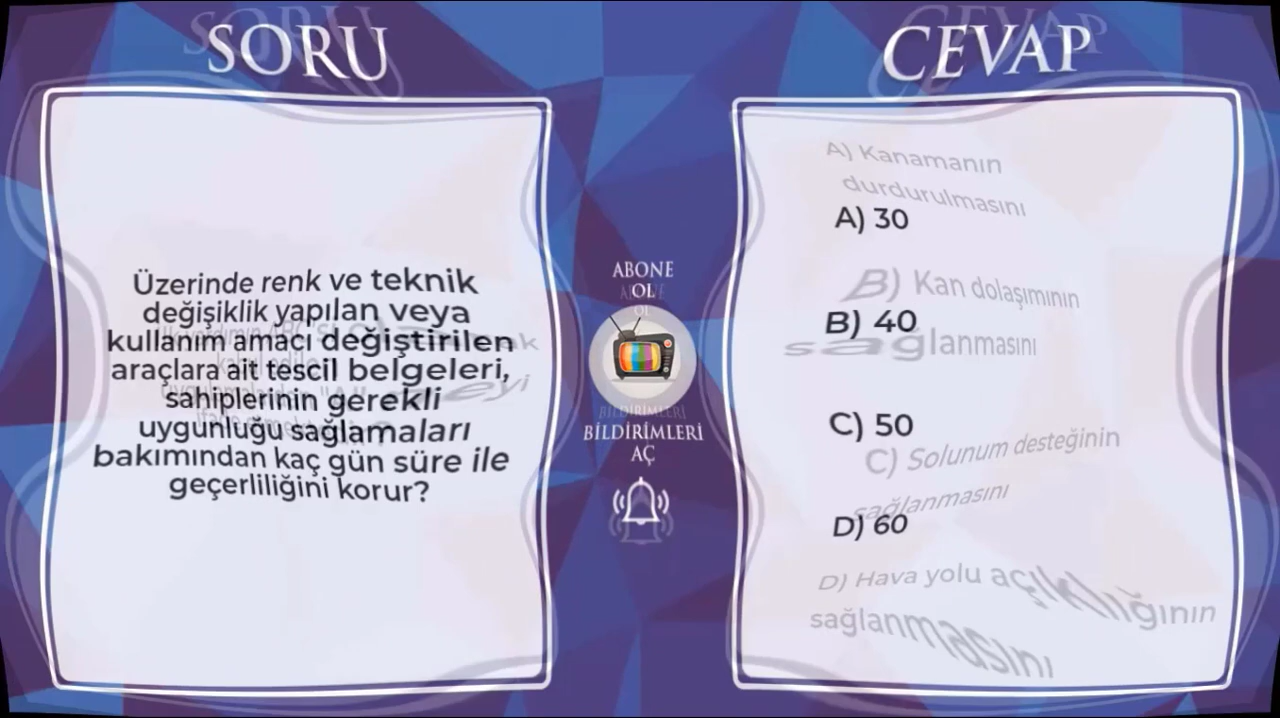 SORU
CEVAP
Üzerinde renk ve teknik
değişiklik yapılan veya
kullanım amacı değiştirilen
araçlara ait tescil belgeleri,
sahiplerinin gerekli
uygunluğu sağlamaları
bakımından kaç gün süre ile
geçerliliğini korur?
ABONE
OL
BİLDİRİMLERİ
AÇ
A) Kanamanın
durdurulmasını
A) 30
B) Kan dolaşımının
B) 40
sağlanmasını
C) 50
C) Solunum desteğinin
sağlanmasını
D) 60
D) Hava yolu açıklığının
sağlanmasını